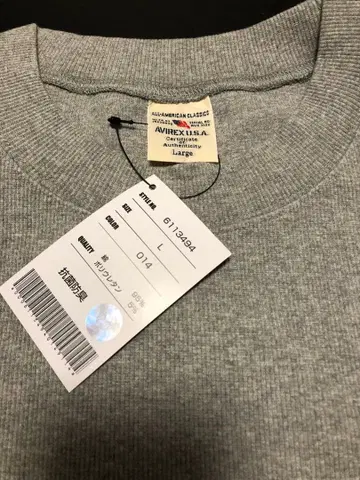 ALL-AMERICAN CLASSICS
AVIREX U.S.A.
Certificate
of
Authenticity
Large
STYLE NO. 6113494
SIZE L
COLOR 014
QUALITY 綿 95%
ポリウレタン 5%
抗菌防臭